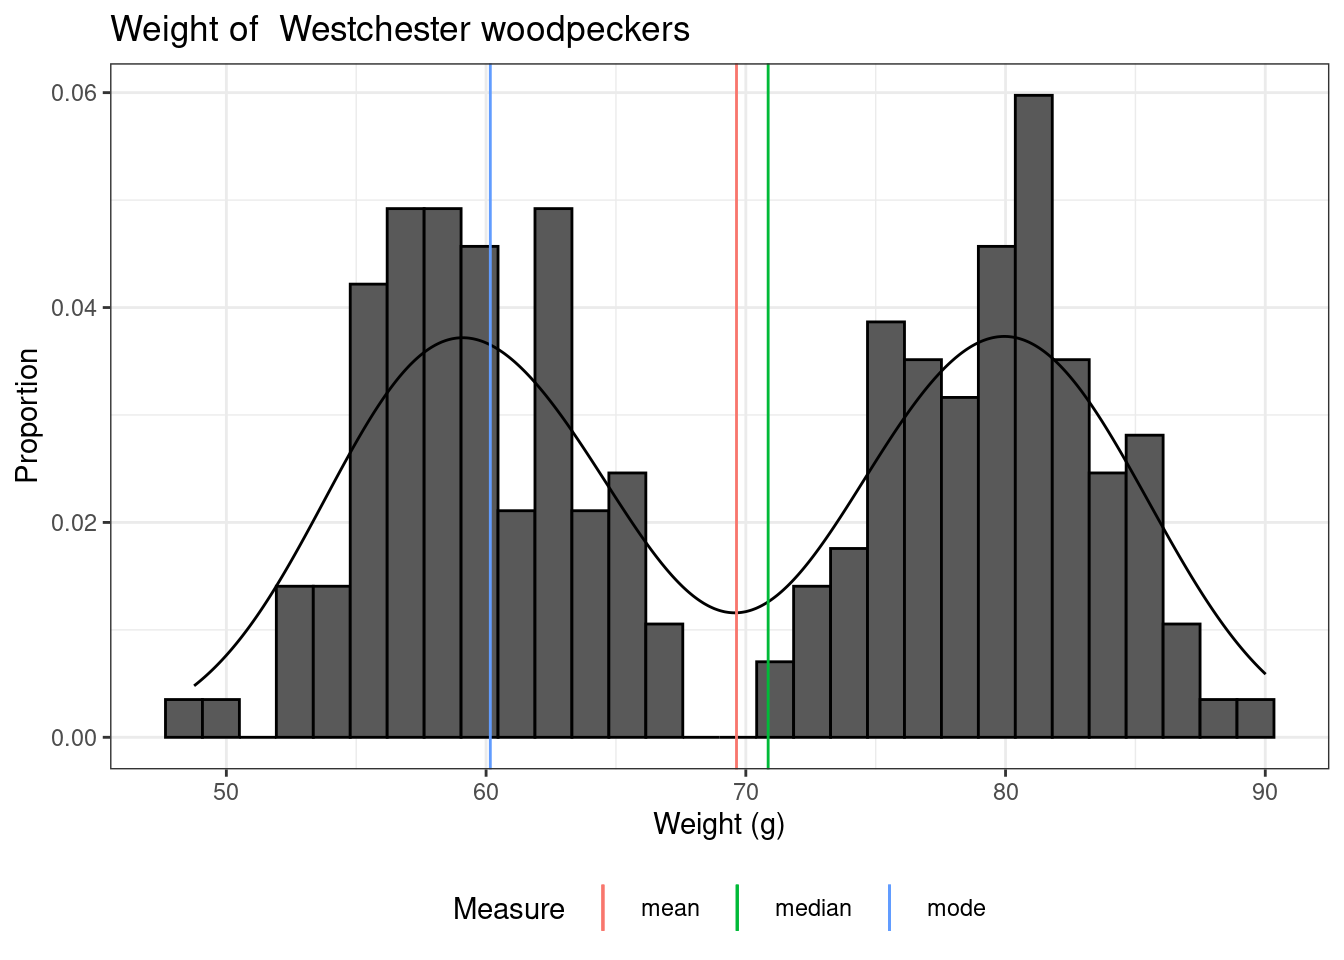 Weight of  Westchester woodpeckers
Proportion
0.06
0.04
0.02
0.00
50 60 70 80 90
Weight (g)
Measure mean median mode